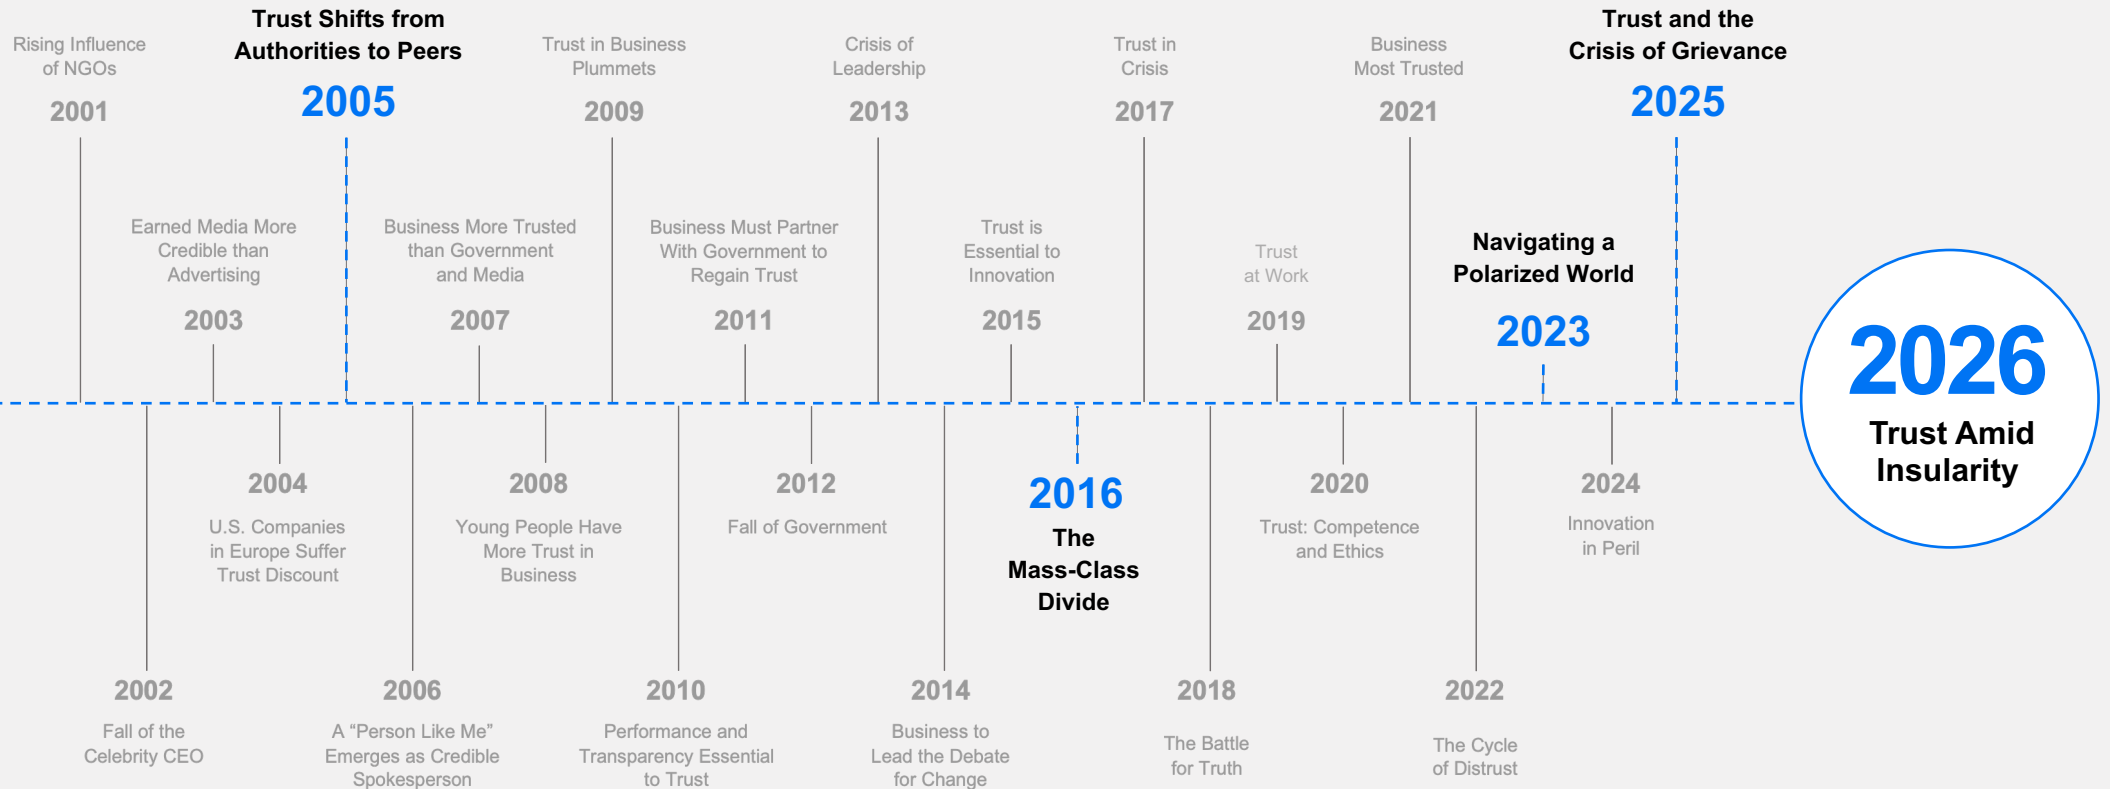 Rising Influence
of NGOs
2001
Trust Shifts from
Authorities to Peers
2005
Trust in Business
Plummets
2009
Crisis of
Leadership
2013
Trust in
Crisis
2017
Business
Most Trusted
2021
Trust and the
Crisis of Grievance
2025
Earned Media More
Credible than
Advertising
2003
Business More Trusted
than Government
and Media
2007
Business Must Partner
With Government to
Regain Trust
2011
Trust is
Essential to
Innovation
2015
Trust
at Work
2019
Navigating a
Polarized World
2023
2026
Trust Amid
Insularity
2004
U.S. Companies
in Europe Suffer
Trust Discount
2008
Young People Have
More Trust in
Business
2012
Fall of Government
2016
The
Mass-Class
Divide
2020
Trust: Competence
and Ethics
2024
Innovation
in Peril
2002
Fall of the
Celebrity CEO
2006
A “Person Like Me”
Emerges as Credible
Spokesperson
2010
Performance and
Transparency Essential
to Trust
2014
Business to
Lead the Debate
for Change
2018
The Battle
for Truth
2022
The Cycle
of Distrust